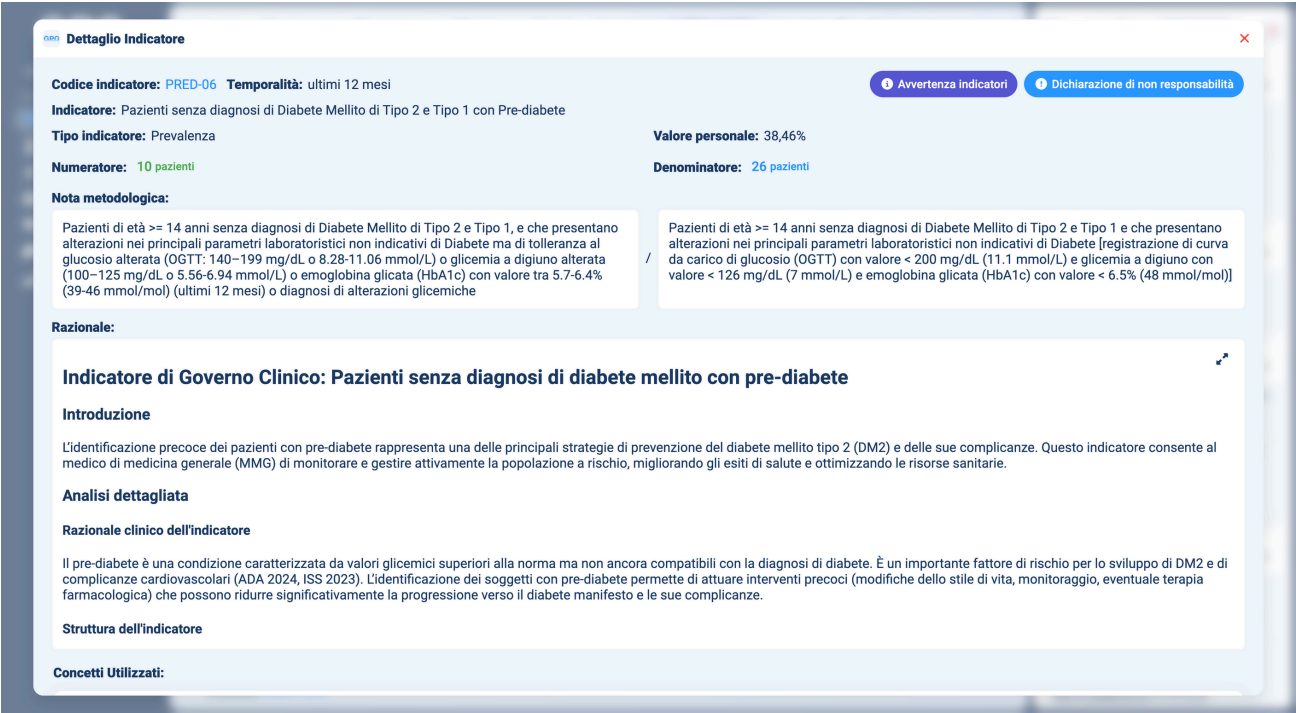 GPG Dettaglio Indicatore
Codice indicatore: PRED-06 Temporalità: ultimi 12 mesi
Avvertenza indicatori
Dichiarazione di non responsabilità
Indicatore: Pazienti senza diagnosi di Diabete Mellito di Tipo 2 e Tipo 1 con Pre-diabete
Tipo indicatore: Prevalenza
Valore personale: 38,46%
Numeratore: 10 pazienti
Denominatore: 26 pazienti
Nota metodologica:
Pazienti di età >= 14 anni senza diagnosi di Diabete Mellito di Tipo 2 e Tipo 1, e che presentano
alterazioni nei principali parametri laboratoristici non indicativi di Diabete ma di tolleranza al
glucosio alterata (OGTT: 140–199 mg/dL o 8.28-11.06 mmol/L) o glicemia a digiuno alterata
(100–125 mg/dL o 5.56-6.94 mmol/L) o emoglobina glicata (HbA1c) con valore tra 5.7-6.4%
(39-46 mmol/mol) (ultimi 12 mesi) o diagnosi di alterazioni glicemiche
/
Pazienti di età >= 14 anni senza diagnosi di Diabete Mellito di Tipo 2 e Tipo 1 e che presentano
alterazioni nei principali parametri laboratoristici non indicativi di Diabete [registrazione di curva
da carico di glucosio (OGTT) con valore < 200 mg/dL (11.1 mmol/L) e glicemia a digiuno con
valore < 126 mg/dL (7 mmol/L) e emoglobina glicata (HbA1c) con valore < 6.5% (48 mmol/mol)]
Razionale:
Indicatore di Governo Clinico: Pazienti senza diagnosi di diabete mellito con pre-diabete
Introduzione
L'identificazione precoce dei pazienti con pre-diabete rappresenta una delle principali strategie di prevenzione del diabete mellito tipo 2 (DM2) e delle sue complicanze. Questo indicatore consente al
medico di medicina generale (MMG) di monitorare e gestire attivamente la popolazione a rischio, migliorando gli esiti di salute e ottimizzando le risorse sanitarie.
Analisi dettagliata
Razionale clinico dell'indicatore
Il pre-diabete è una condizione caratterizzata da valori glicemici superiori alla norma ma non ancora compatibili con la diagnosi di diabete. È un importante fattore di rischio per lo sviluppo di DM2 e di
complicanze cardiovascolari (ADA 2024, ISS 2023). L'identificazione dei soggetti con pre-diabete permette di attuare interventi precoci (modifiche dello stile di vita, monitoraggio, eventuale terapia
farmacologica) che possono ridurre significativamente la progressione verso il diabete manifesto e le sue complicanze.
Struttura dell'indicatore
Concetti Utilizzati: